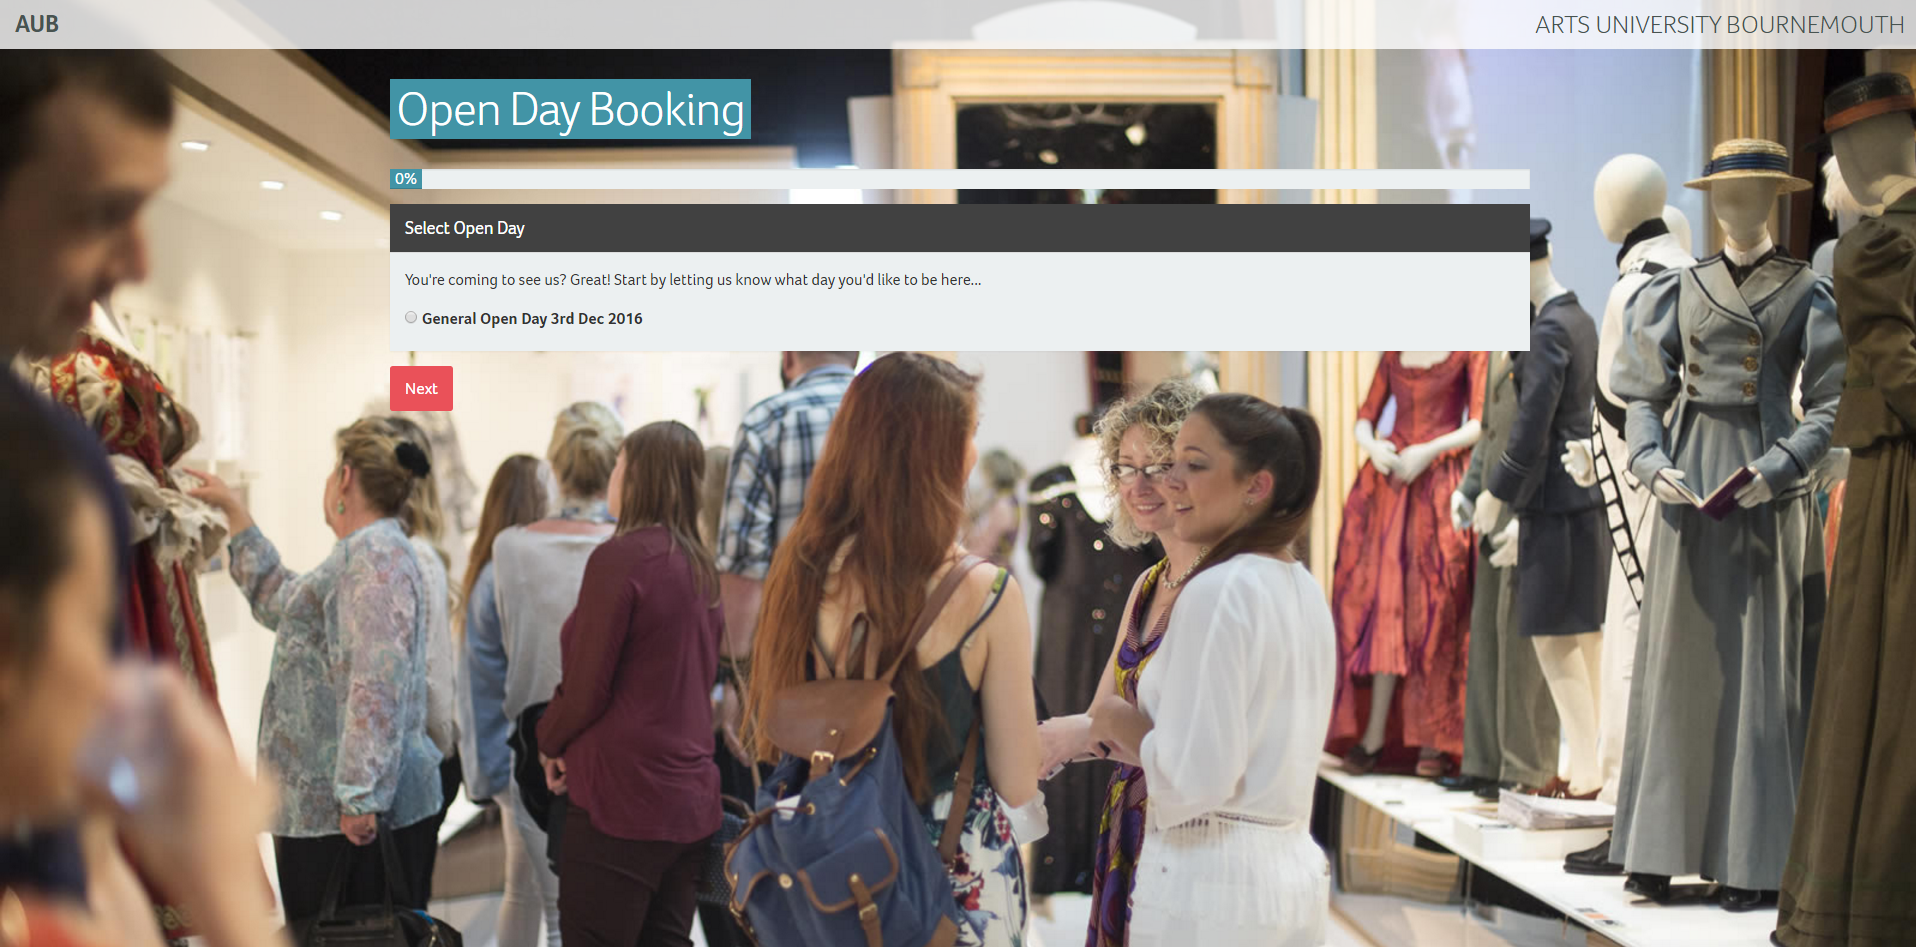 AUB
ARTS UNIVERSITY BOURNEMOUTH
Open Day Booking
0%
Select Open Day
You're coming to see us? Great! Start by letting us know what day you'd like to be here...
General Open Day 3rd Dec 2016
Next